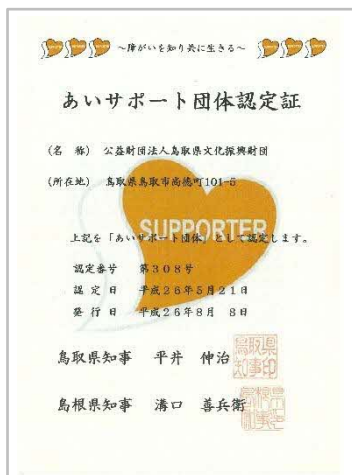 ～障がいを知り共に生きる～
あいサポート団体認定証
（名　称）　公益財団法人鳥取県文化振興財団
（所在地）　鳥取県鳥取市尚徳町101-5
SUPPORTER
上記を「あいサポート団体」として認定します。
認定番号　第３０８号
認 定 日　平成２６年５月２１日
発 行 日　平成２６年８月　８日
鳥取県知事　平井　伸治
島根県知事　溝口　善兵衛